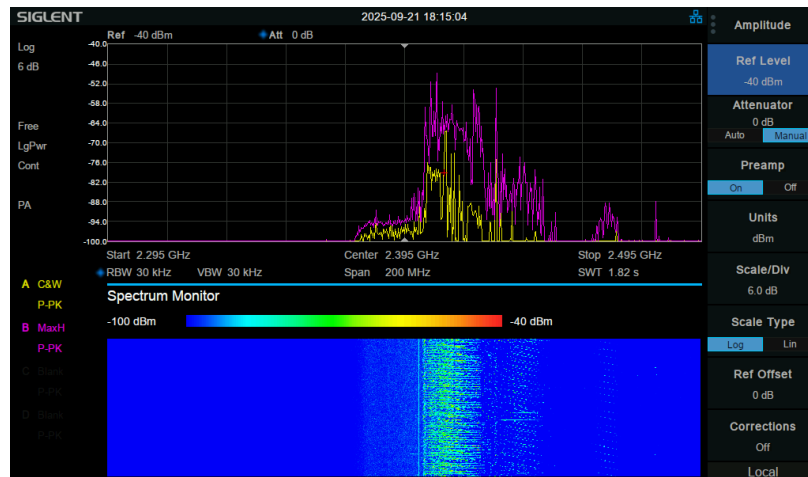 SIGLENT 2025-09-21 18:15:04
Ref -40 dBm Att 0 dB
Log
6 dB
Free
LgPwr
Cont
PA
-40.0
-46.0
-52.0
-58.0
-64.0
-70.0
-76.0
-82.0
-88.0
-94.0
-100.0
Start 2.295 GHz Center 2.395 GHz Stop 2.495 GHz
RBW 30 kHz VBW 30 kHz Span 200 MHz SWT 1.82 s
A C&W
P-PK
B MaxH
P-PK
C Blank
P-PK
D Blank
P-PK
Spectrum Monitor
-100 dBm -40 dBm
Amplitude
Ref Level
-40 dBm
Attenuator
0 dB
Auto Manual
Preamp
On Off
Units
dBm
Scale/Div
6.0 dB
Scale Type
Log Lin
Ref Offset
0 dB
Corrections
Off
Local